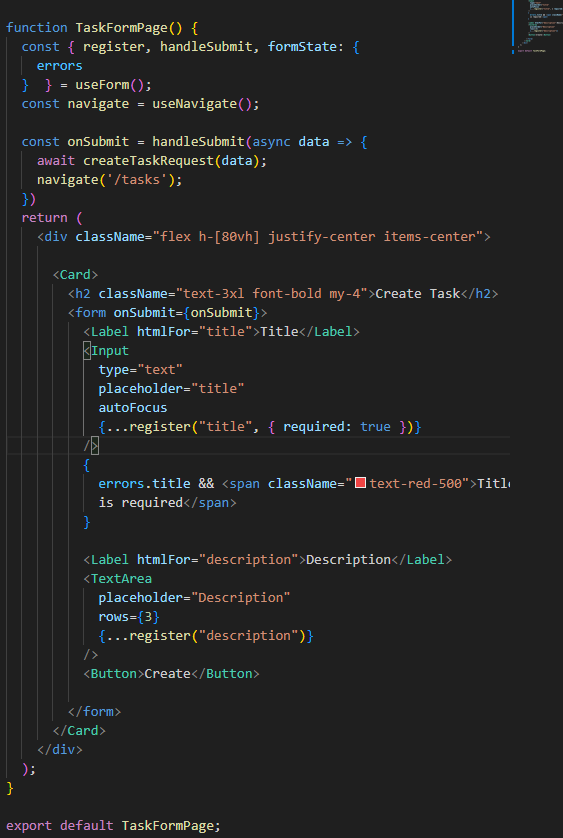 function TaskFormPage() {
  const { register, handleSubmit, formState: {
    errors
  }  } = useForm();
  const navigate = useNavigate();

  const onSubmit = handleSubmit(async data => {
    await createTaskRequest(data);
    navigate('/tasks');
  })
  return (
    <div className="flex h-[80vh] justify-center items-center">

      <Card>
        <h2 className="text-3xl font-bold my-4">Create Task</h2>
        <form onSubmit={onSubmit}>
          <Label htmlFor="title">Title</Label>
          <Input
            type="text"
            placeholder="title"
            autoFocus
            {...register("title", { required: true })}
          />
          {
            errors.title && <span className="text-red-500">Title
            is required</span>
          }

          <Label htmlFor="description">Description</Label>
          <TextArea
            placeholder="Description"
            rows={3}
            {...register("description")}
          />
          <Button>Create</Button>

        </form>
      </Card>
    </div>
  );
}

export default TaskFormPage;